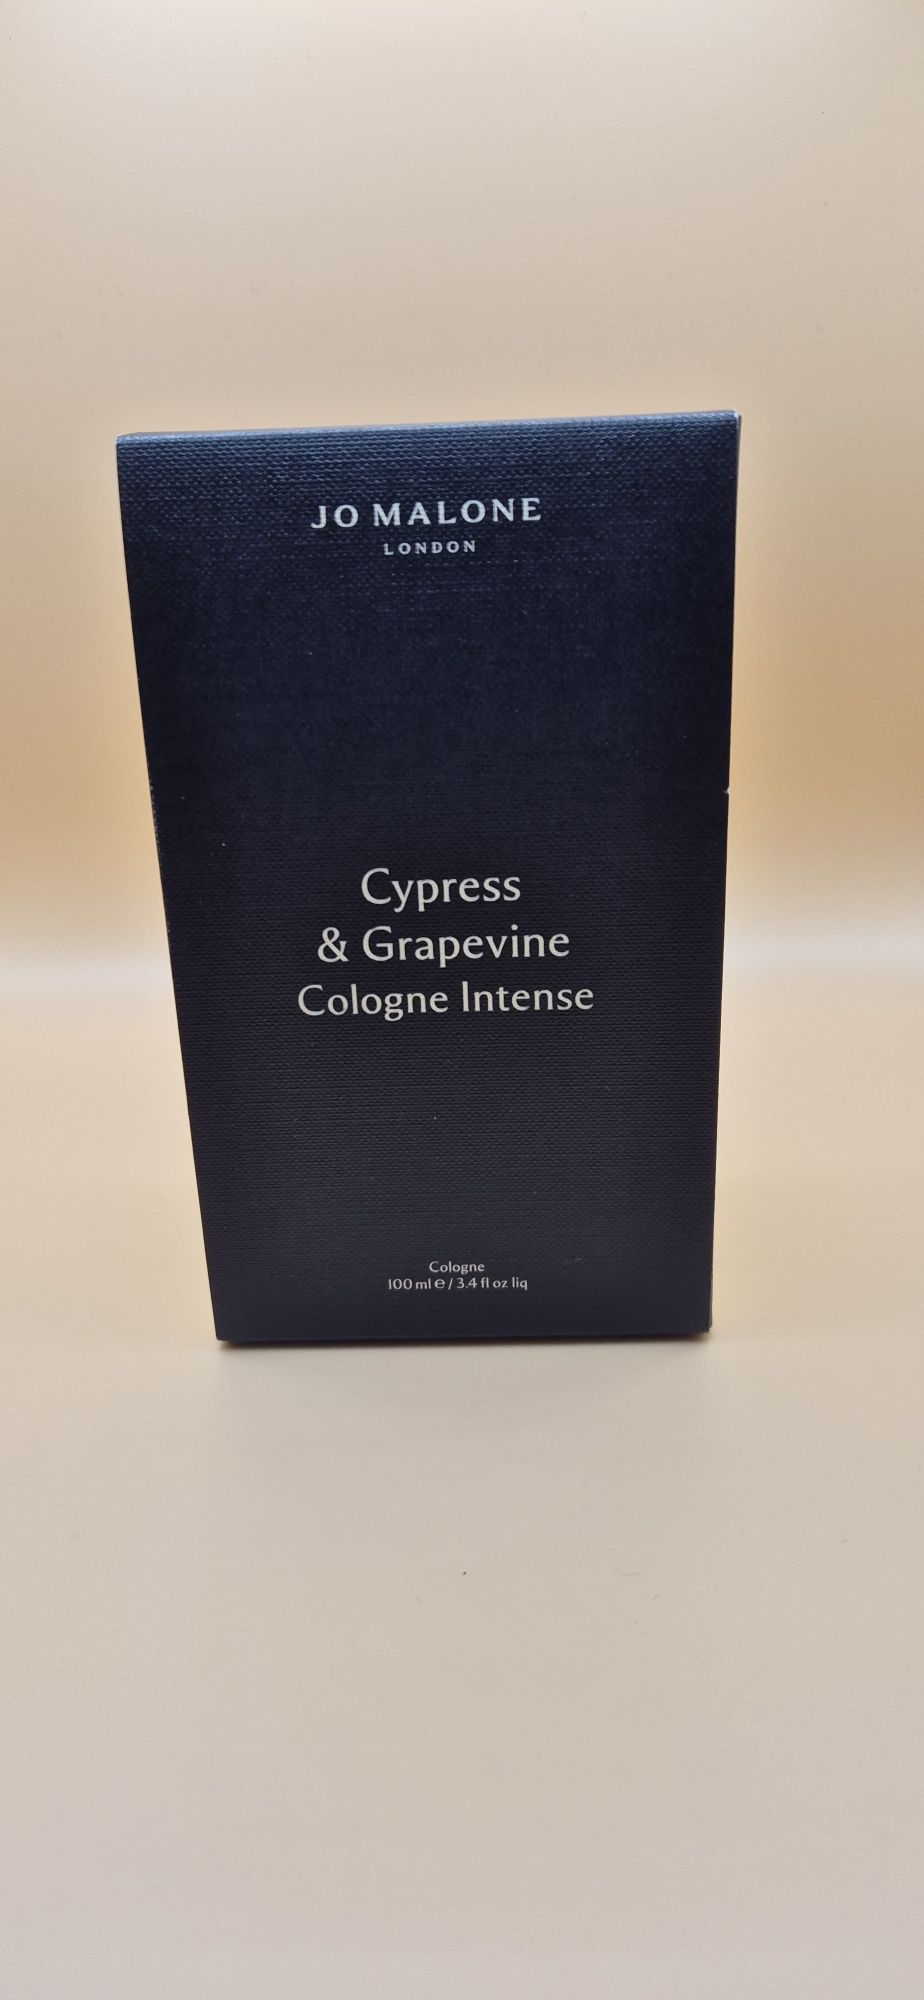 JO MALONE
LONDON
Cypress
& Grapevine
Cologne Intense
Cologne
100 ml ℮ / 3.4 fl oz liq